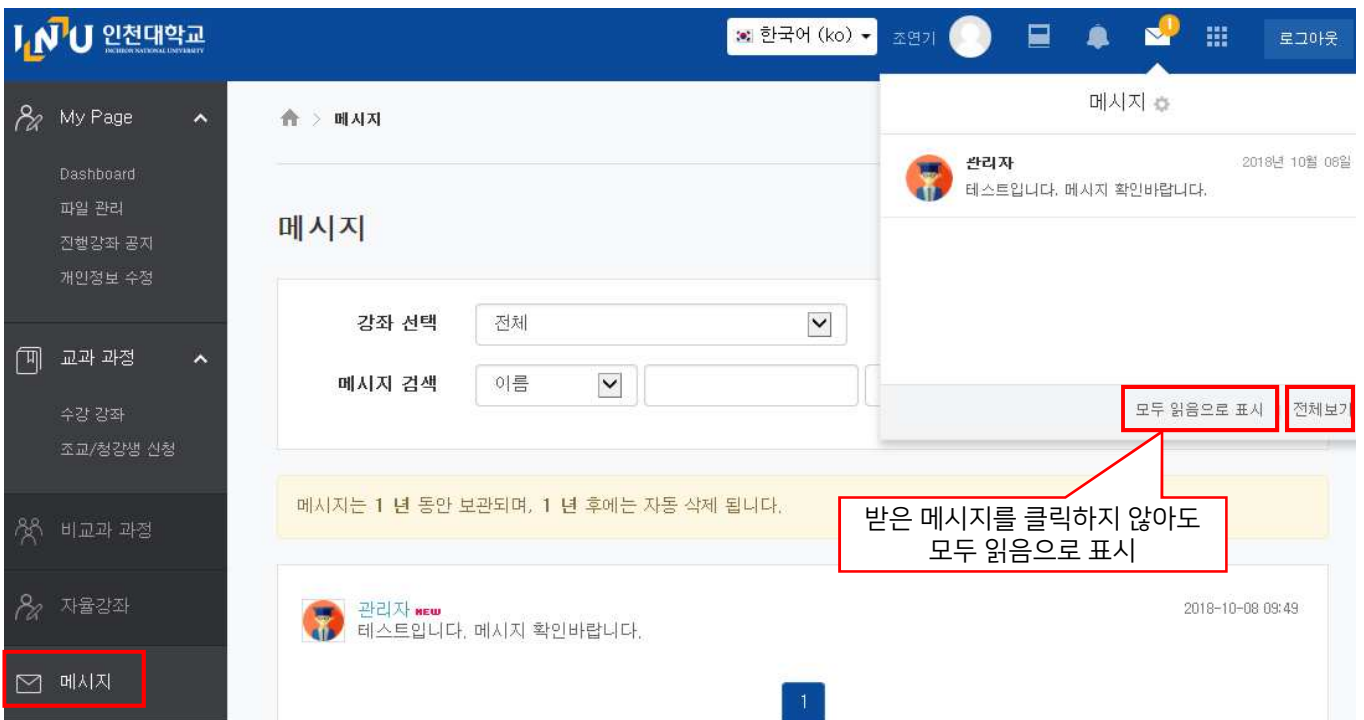 INU 인천대학교
INCHEON NATIONAL UNIVERSITY
한국어 (ko)
조연기
1
로그아웃
My Page
Dashboard
파일 관리
진행강좌 공지
개인정보 수정
교과 과정
수강 강좌
조교/청강생 신청
비교과 과정
자율강좌
메시지
> 메시지
메시지
강좌 선택
전체
메시지 검색
이름
메시지는 1 년 동안 보관되며, 1 년 후에는 자동 삭제 됩니다.
관리자 NEW
2018-10-08 09:49
테스트입니다. 메시지 확인바랍니다.
1
메시지
관리자
2018년 10월 08일
테스트입니다. 메시지 확인바랍니다.
모두 읽음으로 표시
전체보기
받은 메시지를 클릭하지 않아도
모두 읽음으로 표시